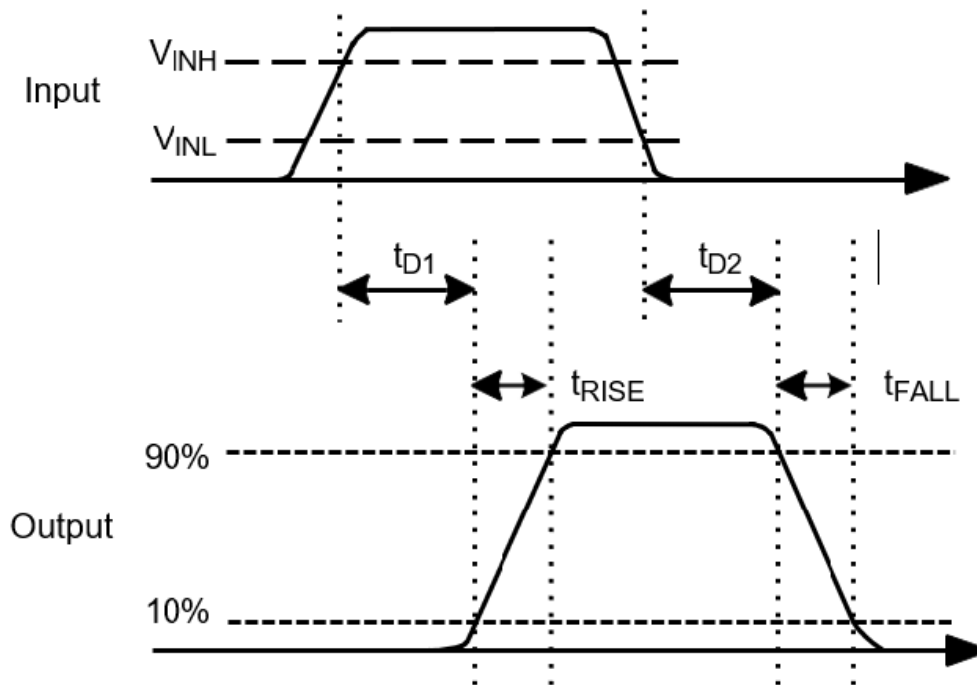 V_INH
Input
V_INL
t_D1
t_D2
t_RISE
t_FALL
90%
Output
10%